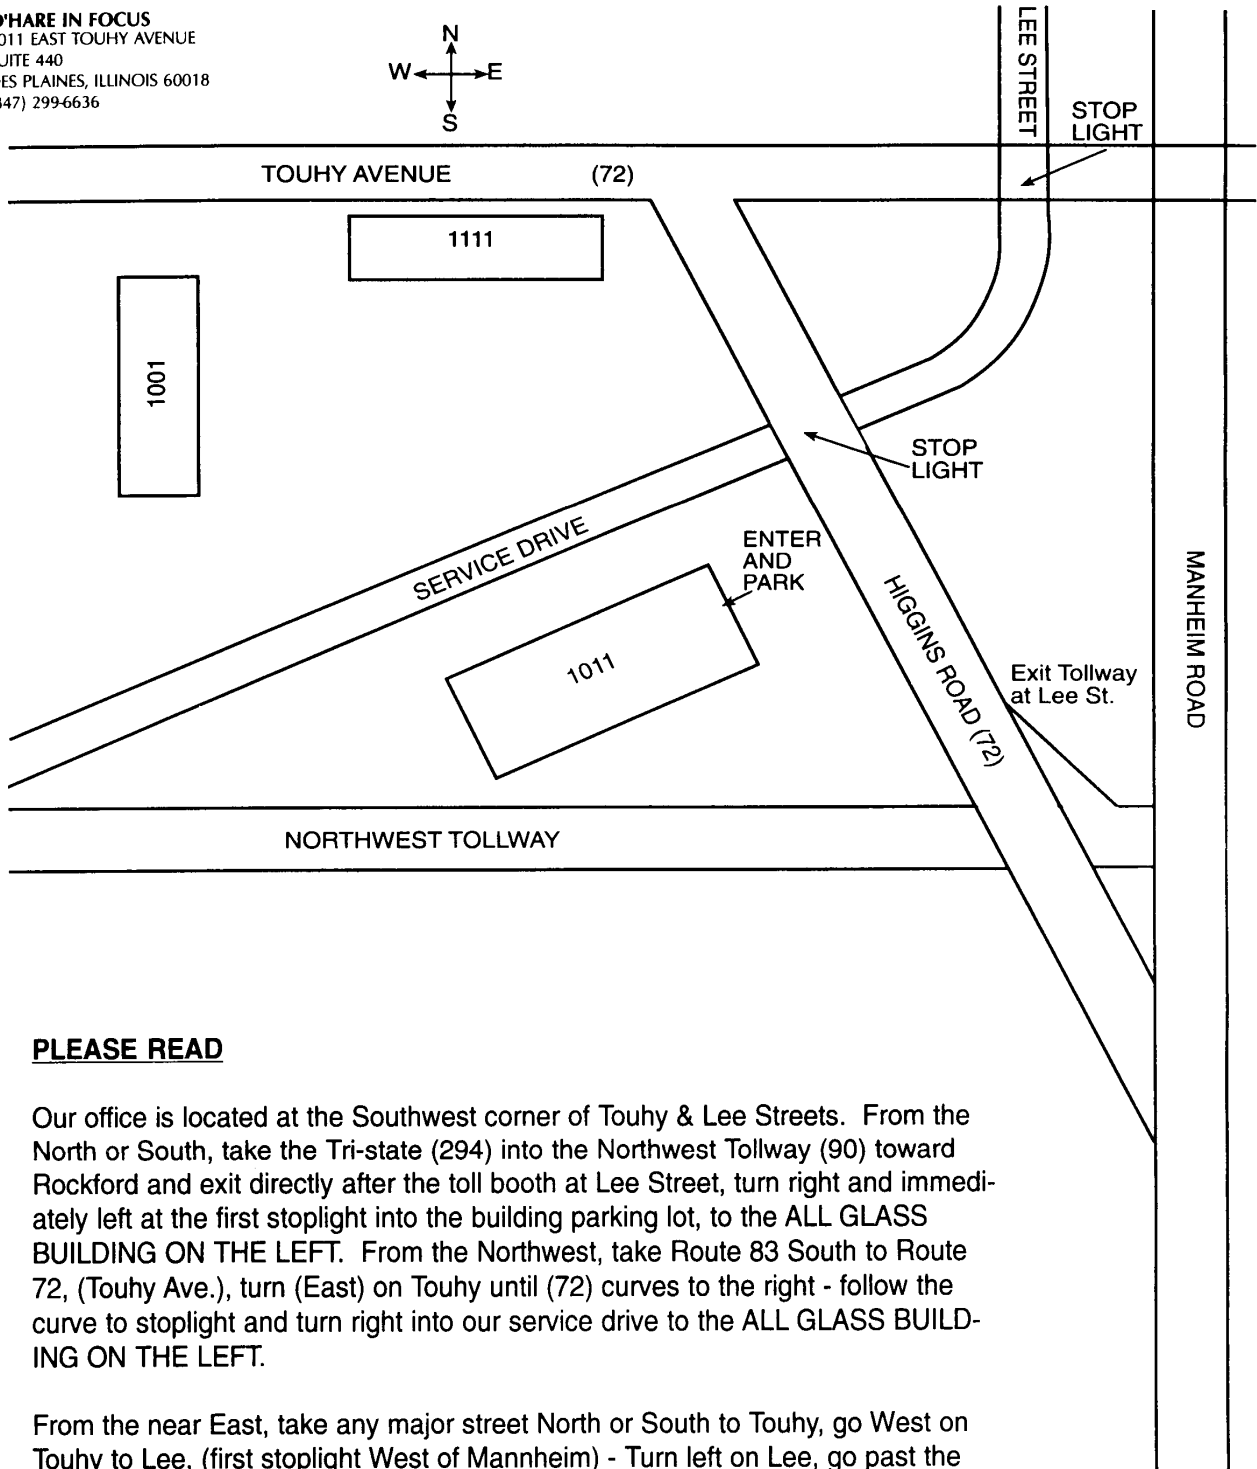 O'HARE IN FOCUS
011 EAST TOUHY AVENUE
UITE 440
ES PLAINES, ILLINOIS 60018
847) 299-6636
N
W E
S
LEE STREET
STOP
LIGHT
TOUHY AVENUE (72)
1111
1001
STOP
LIGHT
SERVICE DRIVE
ENTER
AND
PARK
1011
HIGGINS ROAD (72)
MANHEIM ROAD
Exit Tollway
at Lee St.
NORTHWEST TOLLWAY
PLEASE READ
Our office is located at the Southwest corner of Touhy & Lee Streets. From the
North or South, take the Tri-state (294) into the Northwest Tollway (90) toward
Rockford and exit directly after the toll booth at Lee Street, turn right and immedi-
ately left at the first stoplight into the building parking lot, to the ALL GLASS
BUILDING ON THE LEFT. From the Northwest, take Route 83 South to Route
72, (Touhy Ave.), turn (East) on Touhy until (72) curves to the right - follow the
curve to stoplight and turn right into our service drive to the ALL GLASS BUILD-
ING ON THE LEFT.
From the near East, take any major street North or South to Touhy, go West on
Touhy to Lee, (first stoplight West of Mannheim) - Turn left on Lee, go past the